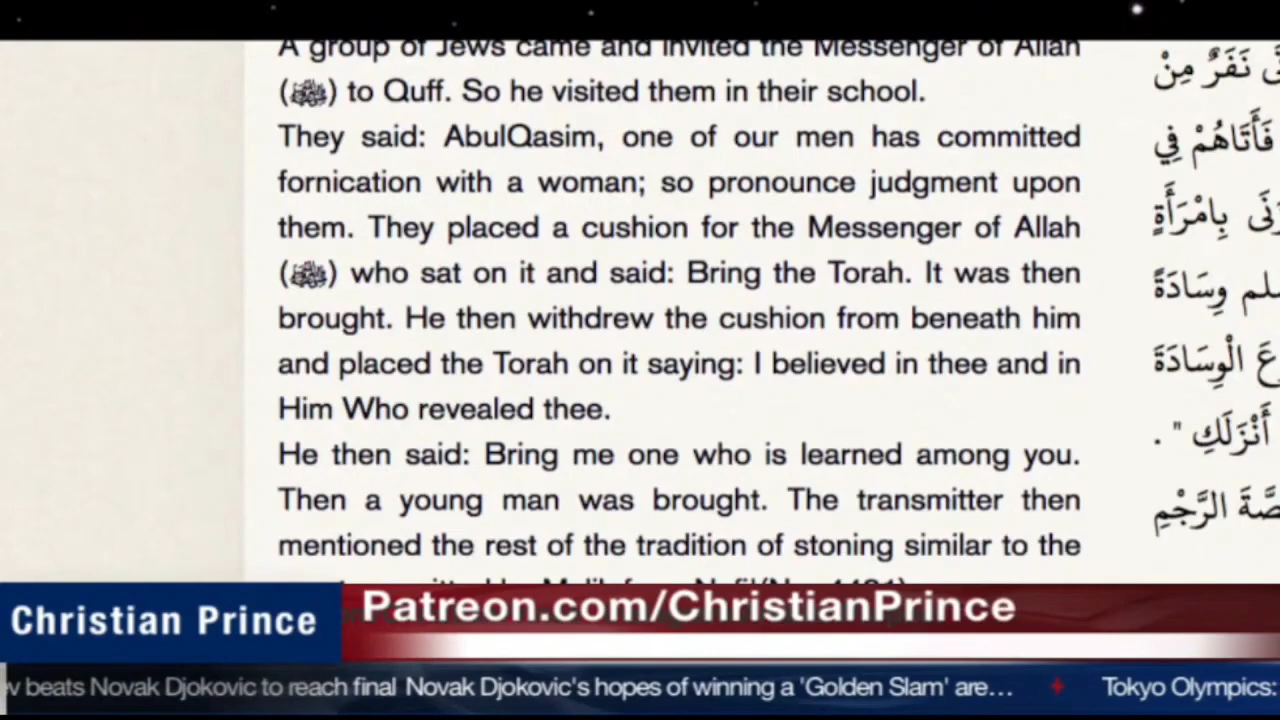 A group of Jews came and invited the Messenger of Allah
(ﷺ) to Quff. So he visited them in their school.
They said: AbulQasim, one of our men has committed
fornication with a woman; so pronounce judgment upon
them. They placed a cushion for the Messenger of Allah
(ﷺ) who sat on it and said: Bring the Torah. It was then
brought. He then withdrew the cushion from beneath him
and placed the Torah on it saying: I believed in thee and in
Him Who revealed thee.
He then said: Bring me one who is learned among you.
Then a young man was brought. The transmitter then
mentioned the rest of the tradition of stoning similar to the
نَفَرٌ مِنْ
فَأَتَاهُمْ فِي
بِامْرَأَةٍ
وِسَادَةً
الْوِسَادَةَ
أَنْزَلَكِ " .
الرَّجْمِ
Christian Prince
Patreon.com/ChristianPrince
beats Novak Djokovic to reach final Novak Djokovic's hopes of winning a 'Golden Slam' are... Tokyo Olympics: